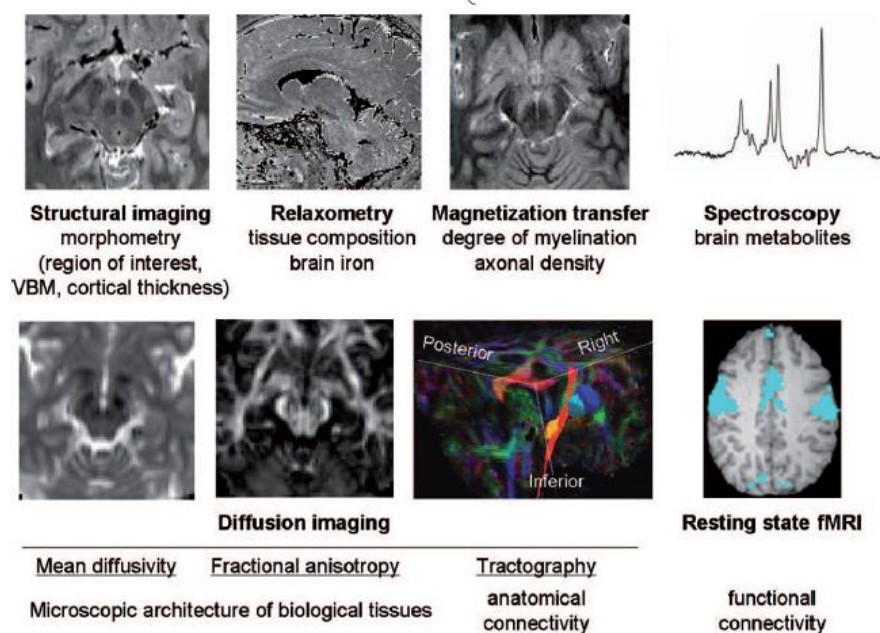 Structural imaging
morphometry
(region of interest,
VBM, cortical thickness)
Relaxometry
tissue composition
brain iron
Magnetization transfer
degree of myelination
axonal density
Spectroscopy
brain metabolites
Posterior
Right
Inferior
Diffusion imaging
Resting state fMRI
Mean diffusivity
Fractional anisotropy
Tractography
Microscopic architecture of biological tissues
anatomical
connectivity
functional
connectivity